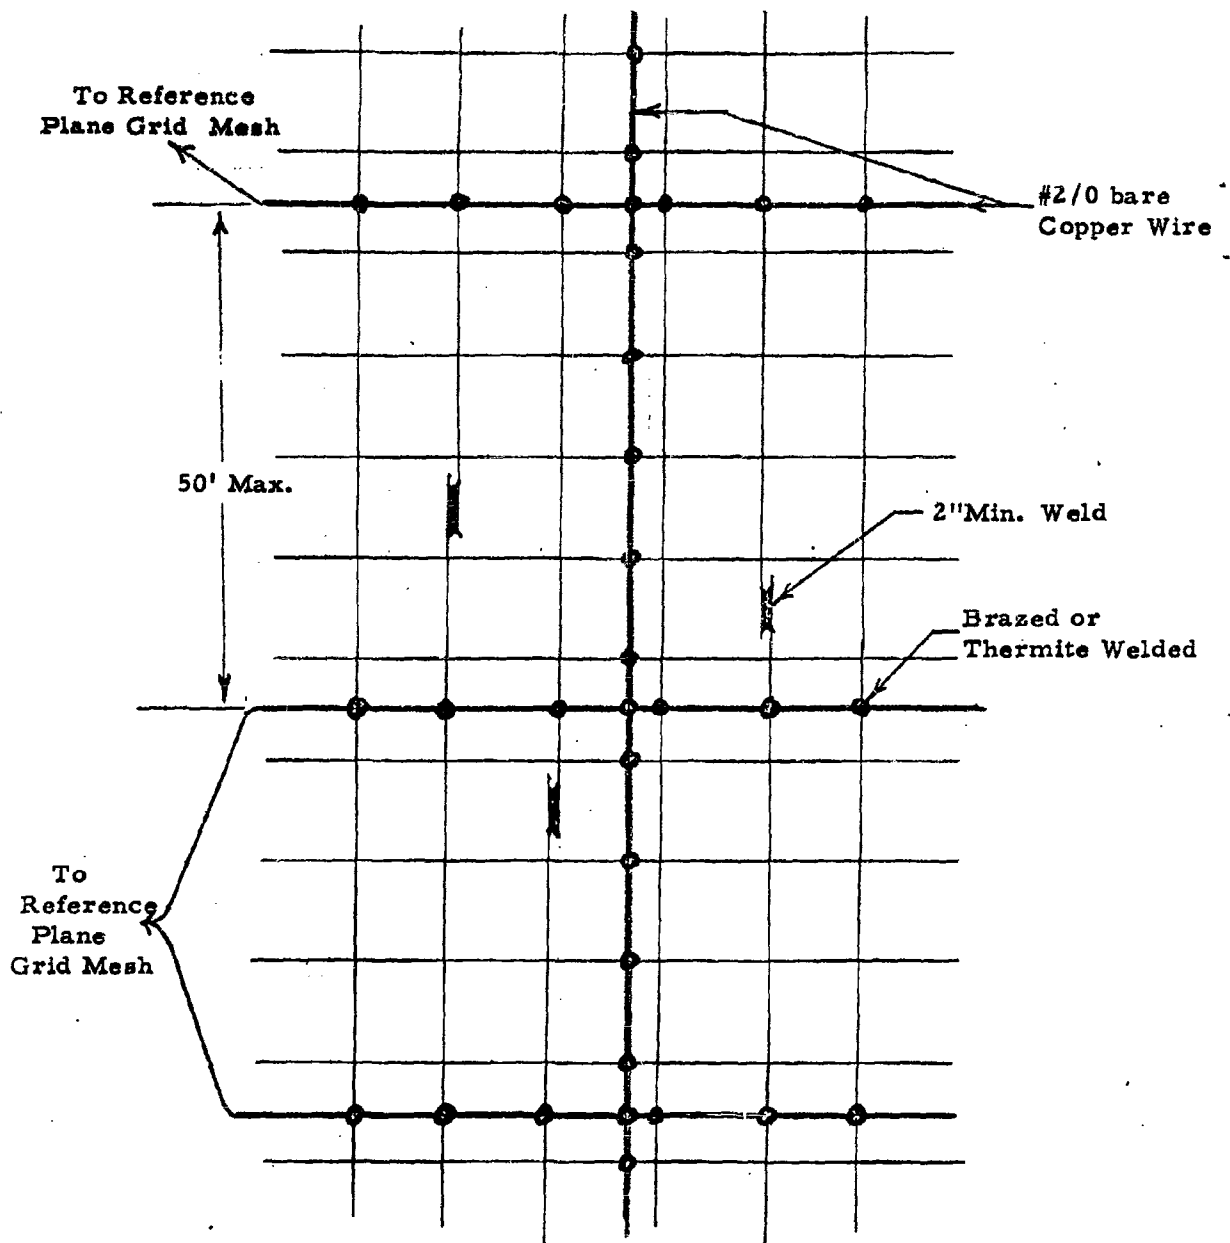 To Reference
Plane Grid Mesh
#2/0 bare
Copper Wire
50' Max.
2"Min. Weld
Brazed or
Thermite Welded
To
Reference
Plane
Grid Mesh